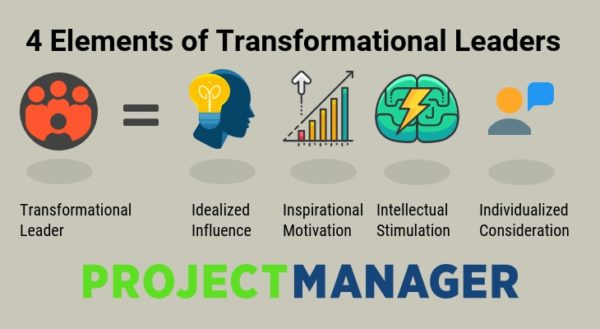 4 Elements of Transformational Leaders
=
Transformational
Leader
Idealized
Influence
Inspirational
Motivation
Intellectual
Stimulation
Individualized
Consideration
PROJECTMANAGER